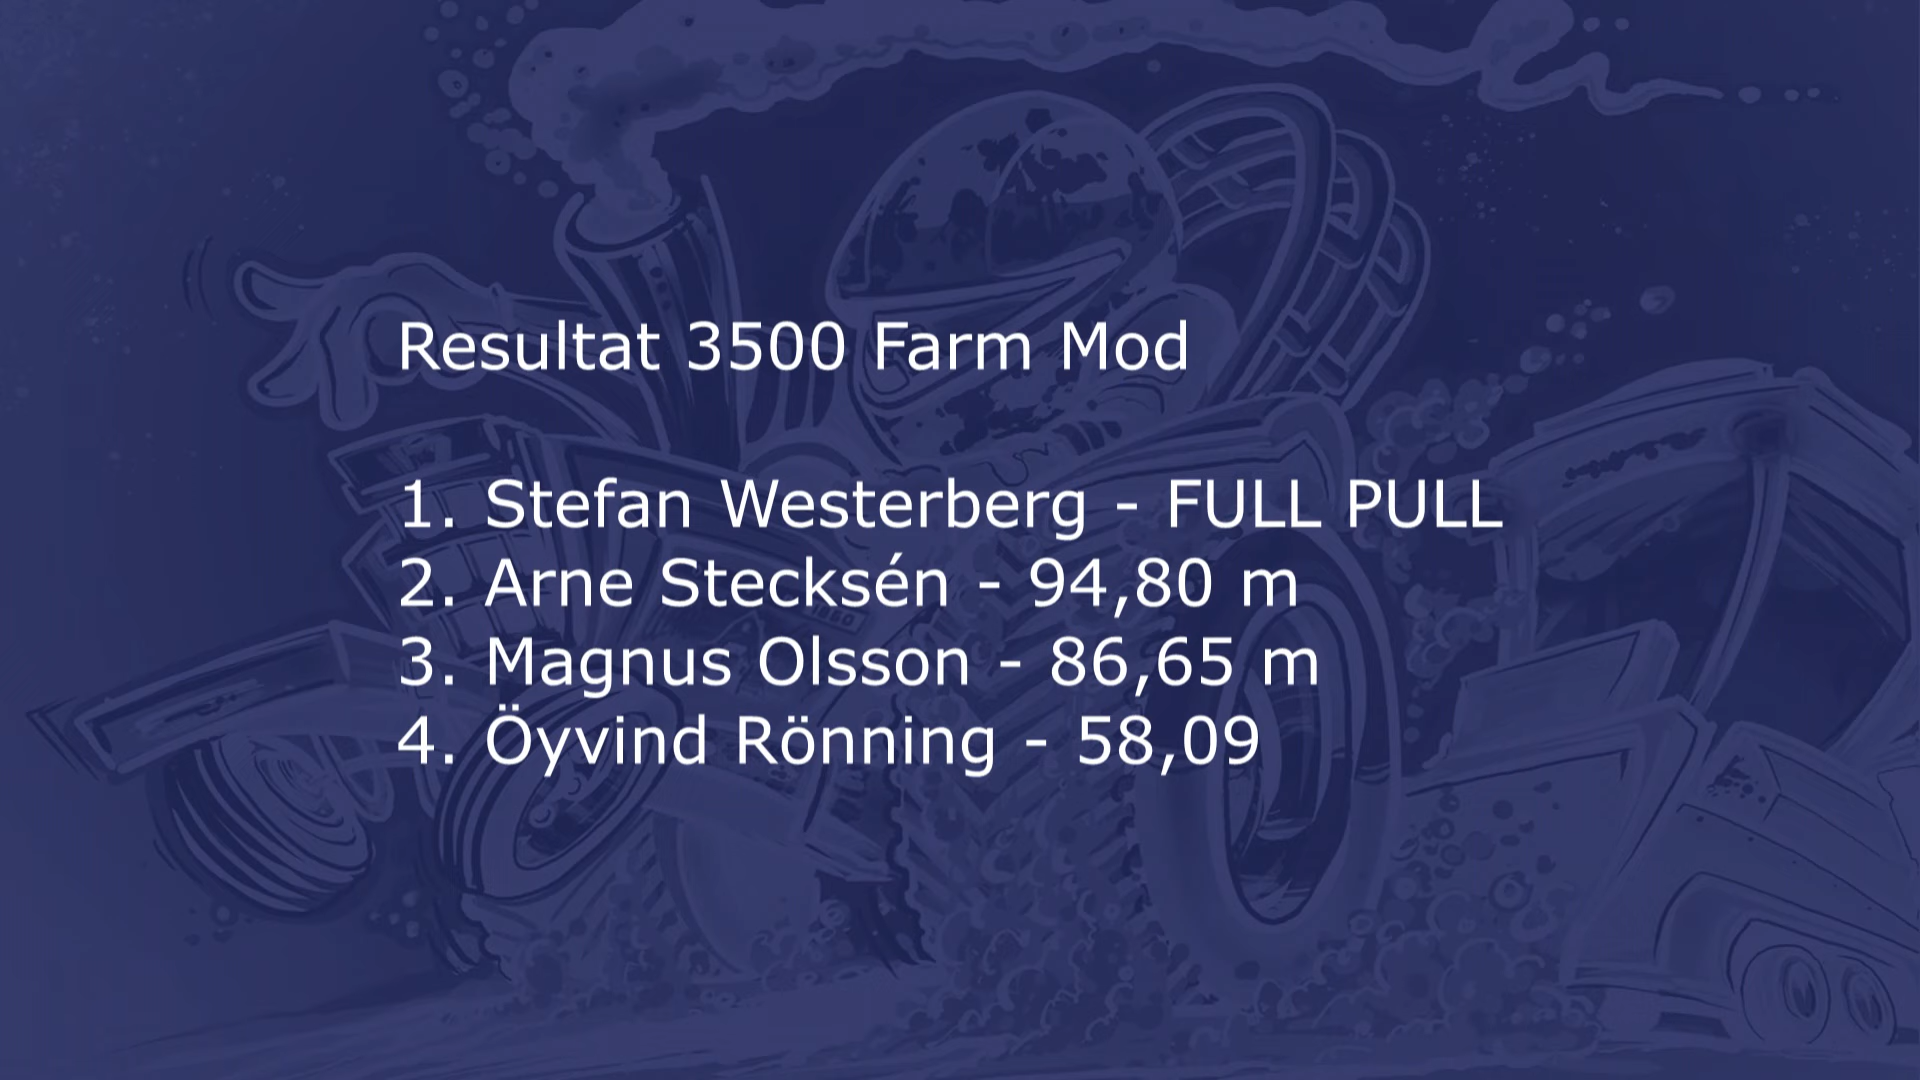 Resultat 3500 Farm Mod
1. Stefan Westerberg - FULL PULL
2. Arne Stecksén - 94,80 m
3. Magnus Olsson - 86,65 m
4. Öyvind Rönning - 58,09